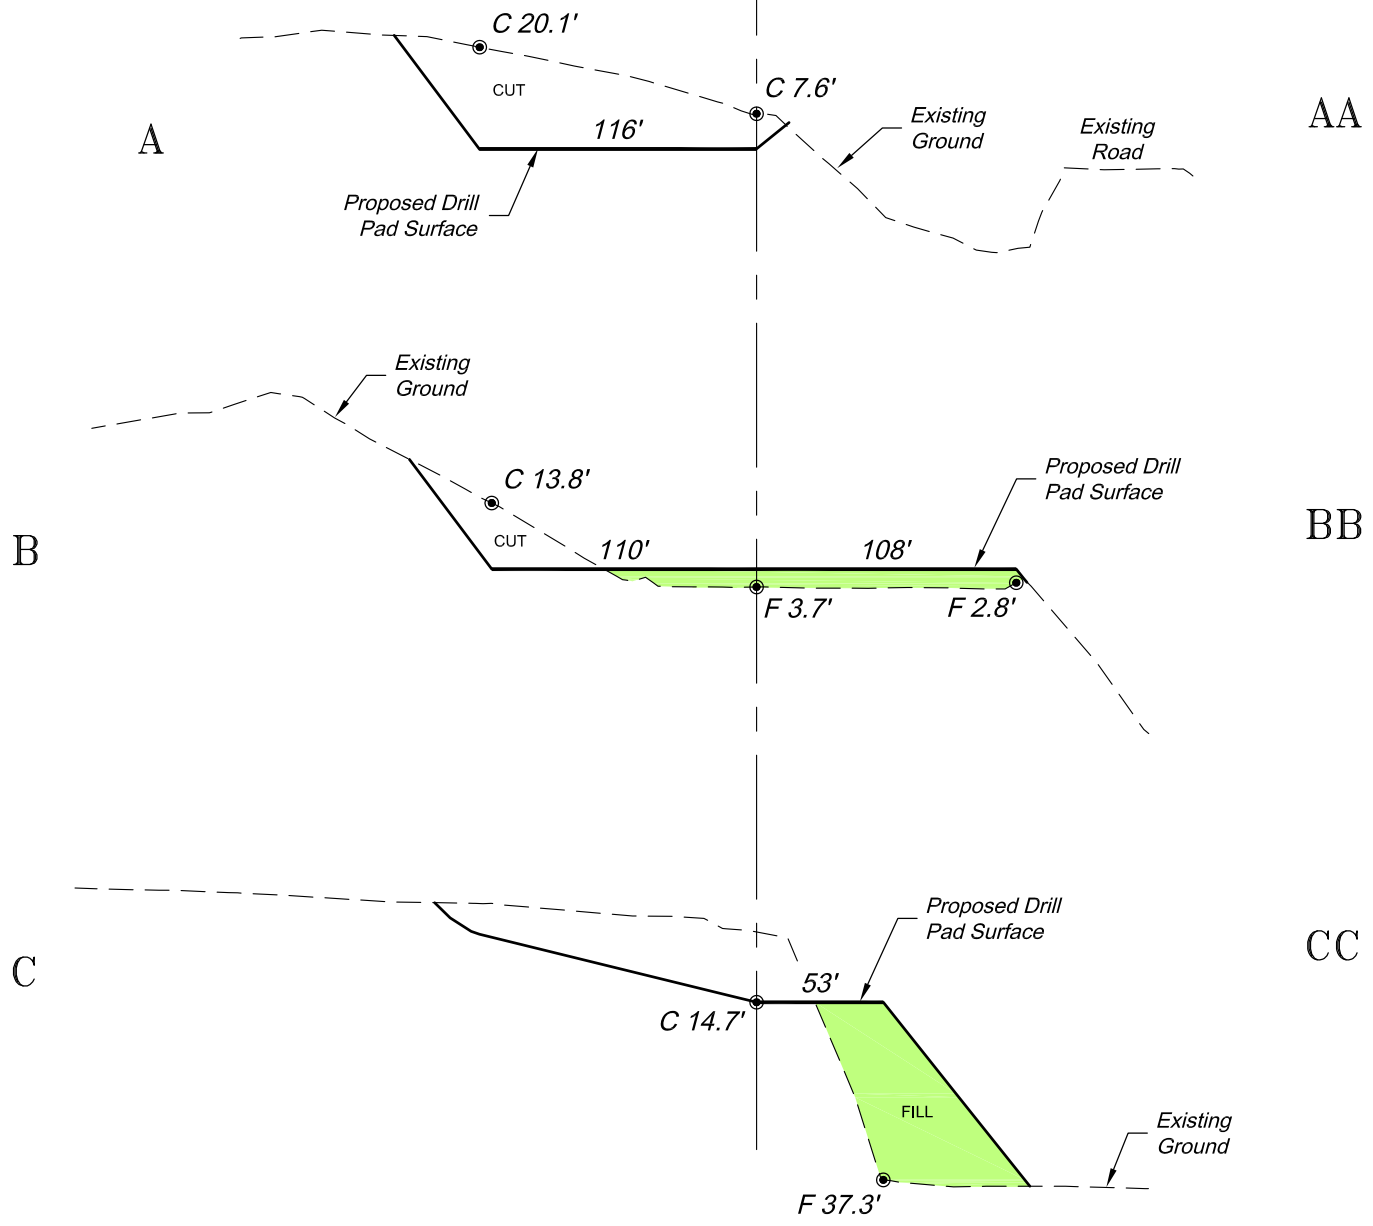 C 20.1'
CUT
C 7.6'
116'
Existing
Ground
Existing
Road
A
AA
Proposed Drill
Pad Surface
Existing
Ground
C 13.8'
CUT
Proposed Drill
Pad Surface
B
BB
110'
108'
F 3.7'
F 2.8'
Proposed Drill
Pad Surface
C
CC
53'
C 14.7'
FILL
Existing
Ground
F 37.3'